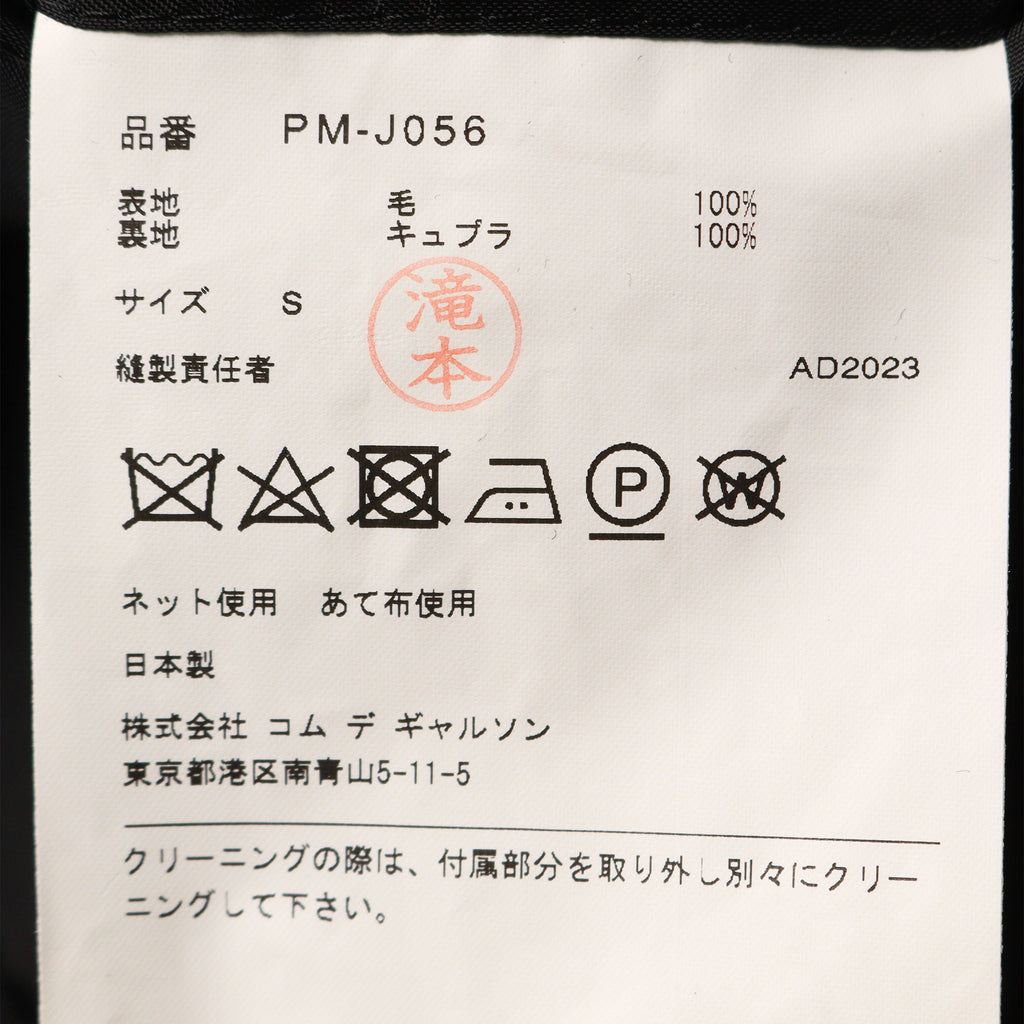 品番 PM-J056
表地 毛 100%
裏地 キュプラ 100%
サイズ S
滝本
縫製責任者 AD2023
P W
ネット使用 あて布使用
日本製
株式会社 コム デ ギャルソン
東京都港区南青山5-11-5
クリーニングの際は、付属部分を取り外し別々にクリー
ニングして下さい。